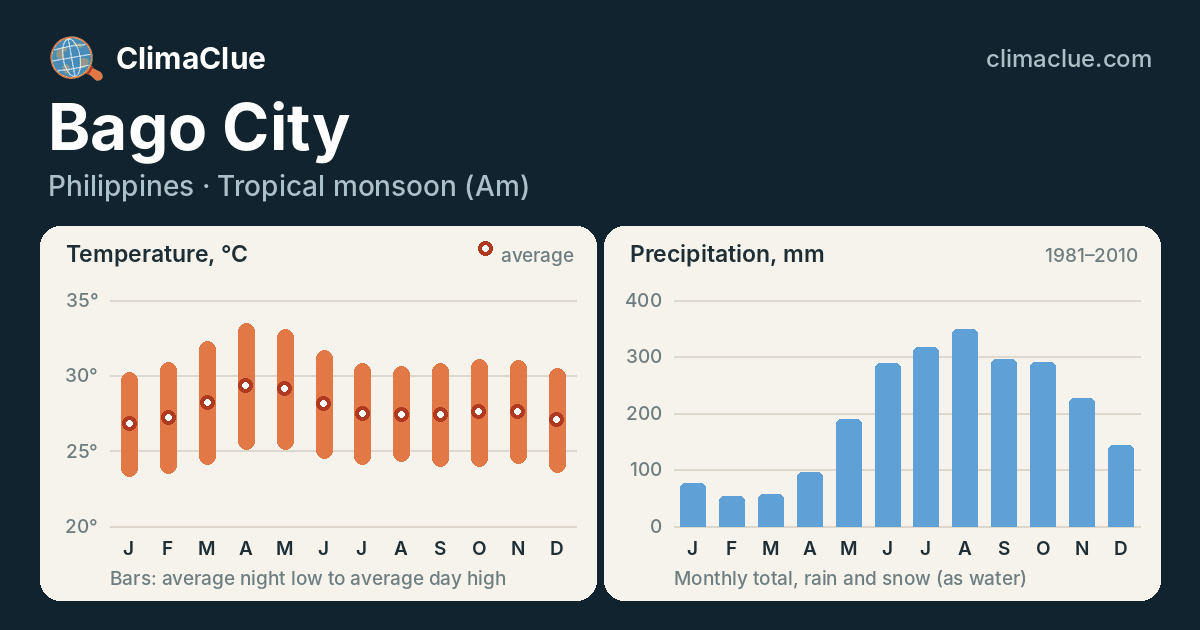 ClimaClue
climaclue.com
Bago City
Philippines · Tropical monsoon (Am)
Temperature, °C
average
35°
30°
25°
20°
J F M A M J J A S O N D
Bars: average night low to average day high
Precipitation, mm
1981–2010
400
300
200
100
0
J F M A M J J A S O N D
Monthly total, rain and snow (as water)